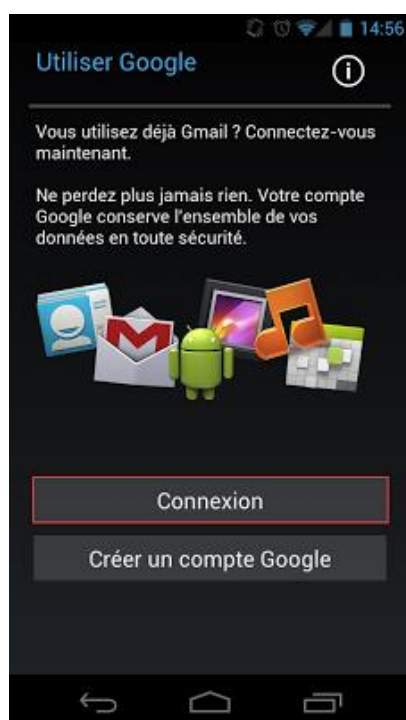 14:56
Utiliser Google
Vous utilisez déjà Gmail ? Connectez-vous
maintenant.
Ne perdez plus jamais rien. Votre compte
Google conserve l'ensemble de vos
données en toute sécurité.
Connexion
Créer un compte Google